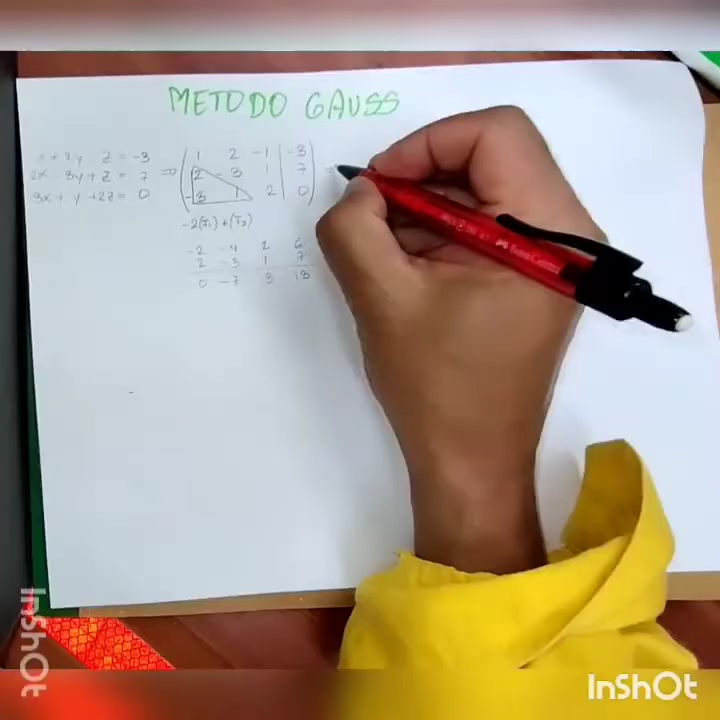 METODO GAUSS
x + 2y z = -3
2x - 3y + z = 7
3x + y + 2z = 0
⇒ ( 1 2 -1 | -3
2 -3 1 | 7
-3 1 2 | 0 ) ⇒
-2(F1) + (F2)
-2 -4 2 6
2 -3 1 7
0 -7 3 13
InShOt
InShOt